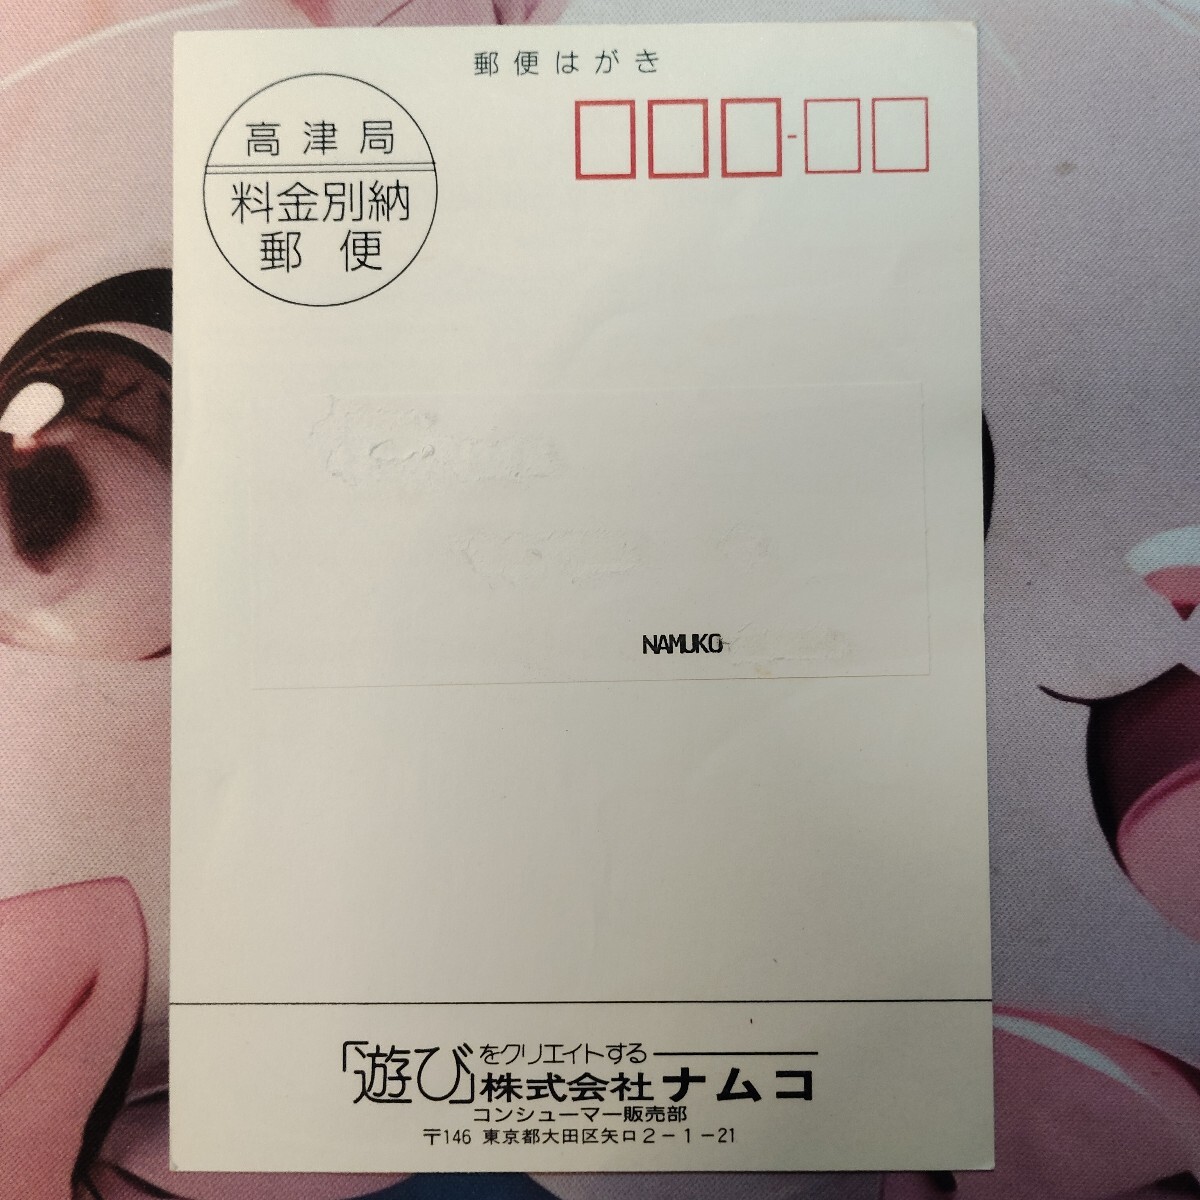 郵便はがき
高津局
料金別納
郵便
NAMUKO
「遊び」をクリエイトする
株式会社ナムコ
コンシューマー販売部
〒146 東京都大田区矢口2-1-21